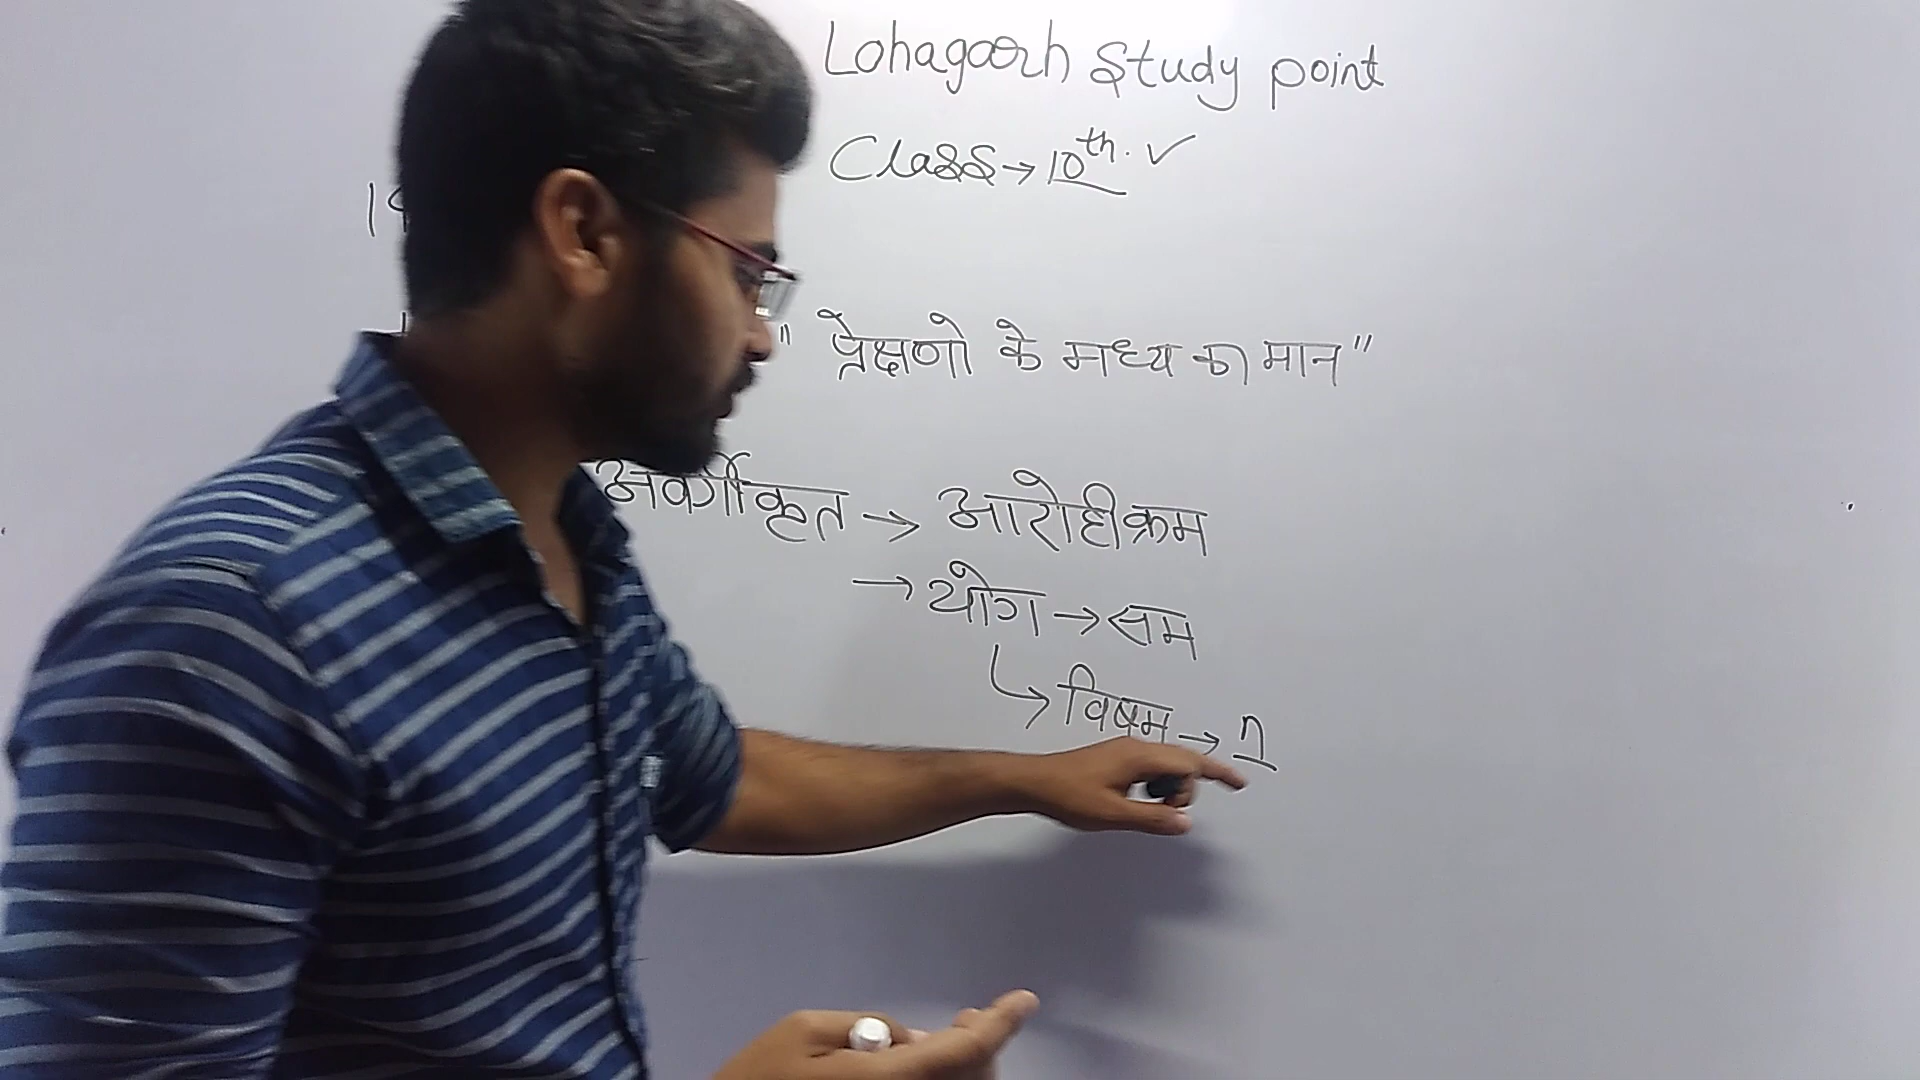 Lohagarh Study point
Class → 10th. ✓
" प्रेक्षणो के मध्य का मान "
अवर्गीकृत → आरोहीक्रम
→ योग → सम
↳ विषम → n